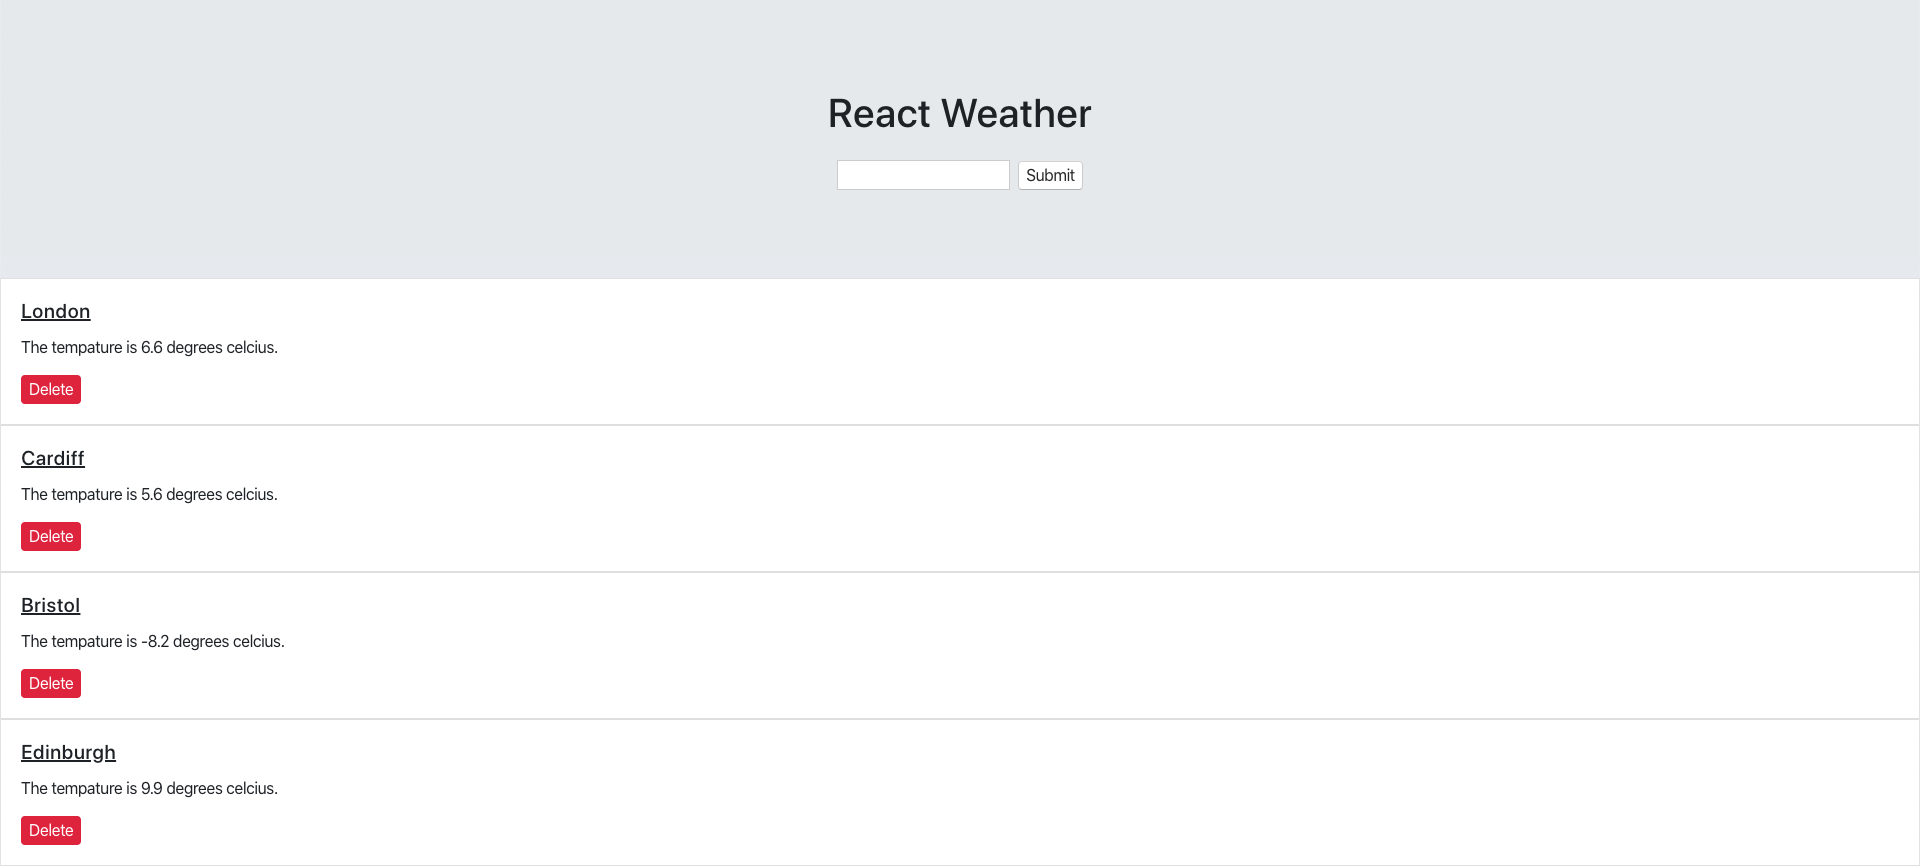 React Weather
Submit
London
The tempature is 6.6 degrees celcius.
Delete
Cardiff
The tempature is 5.6 degrees celcius.
Delete
Bristol
The tempature is -8.2 degrees celcius.
Delete
Edinburgh
The tempature is 9.9 degrees celcius.
Delete